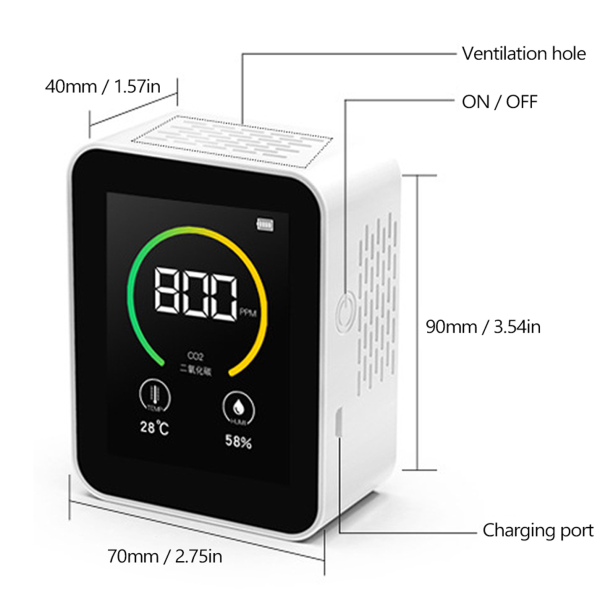 Ventilation hole
40mm / 1.57in
ON / OFF
800
PPM
CO2
二氧化碳
90mm / 3.54in
TEMP
HUMI
28℃
58%
Charging port
70mm / 2.75in